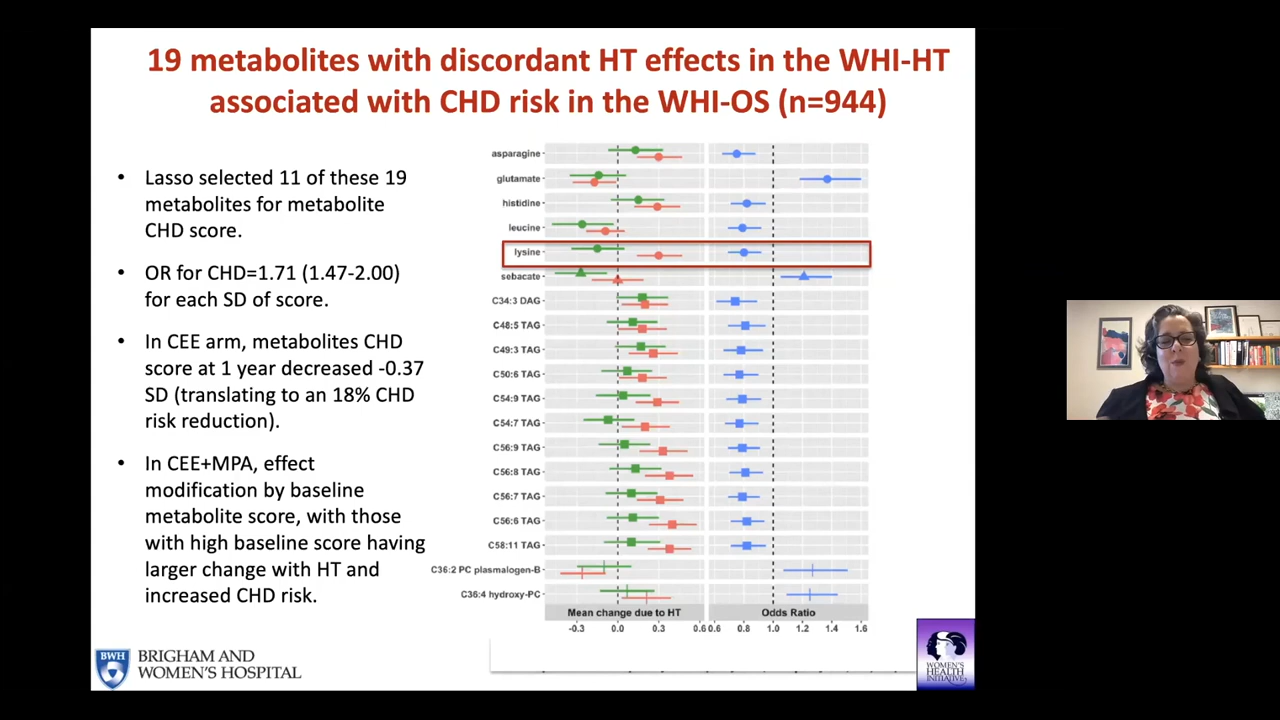 19 metabolites with discordant HT effects in the WHI-HT
associated with CHD risk in the WHI-OS (n=944)
• Lasso selected 11 of these 19
metabolites for metabolite
CHD score.
• OR for CHD=1.71 (1.47-2.00)
for each SD of score.
• In CEE arm, metabolites CHD
score at 1 year decreased -0.37
SD (translating to an 18% CHD
risk reduction).
• In CEE+MPA, effect
modification by baseline
metabolite score, with those
with high baseline score having
larger change with HT and
increased CHD risk.
asparagine
glutamate
histidine
leucine
lysine
sebacate
C34:3 DAG
C48:5 TAG
C49:3 TAG
C50:6 TAG
C54:9 TAG
C54:7 TAG
C56:9 TAG
C56:8 TAG
C56:7 TAG
C56:6 TAG
C58:11 TAG
C36:2 PC plasmalogen-B
C36:4 hydroxy-PC
Mean change due to HT Odds Ratio
-0.3 0.0 0.3 0.6 0.6 0.8 1.0 1.2 1.4 1.6
BWH
BRIGHAM AND
WOMEN'S HOSPITAL
WOMEN'S
HEALTH
INITIATIVE